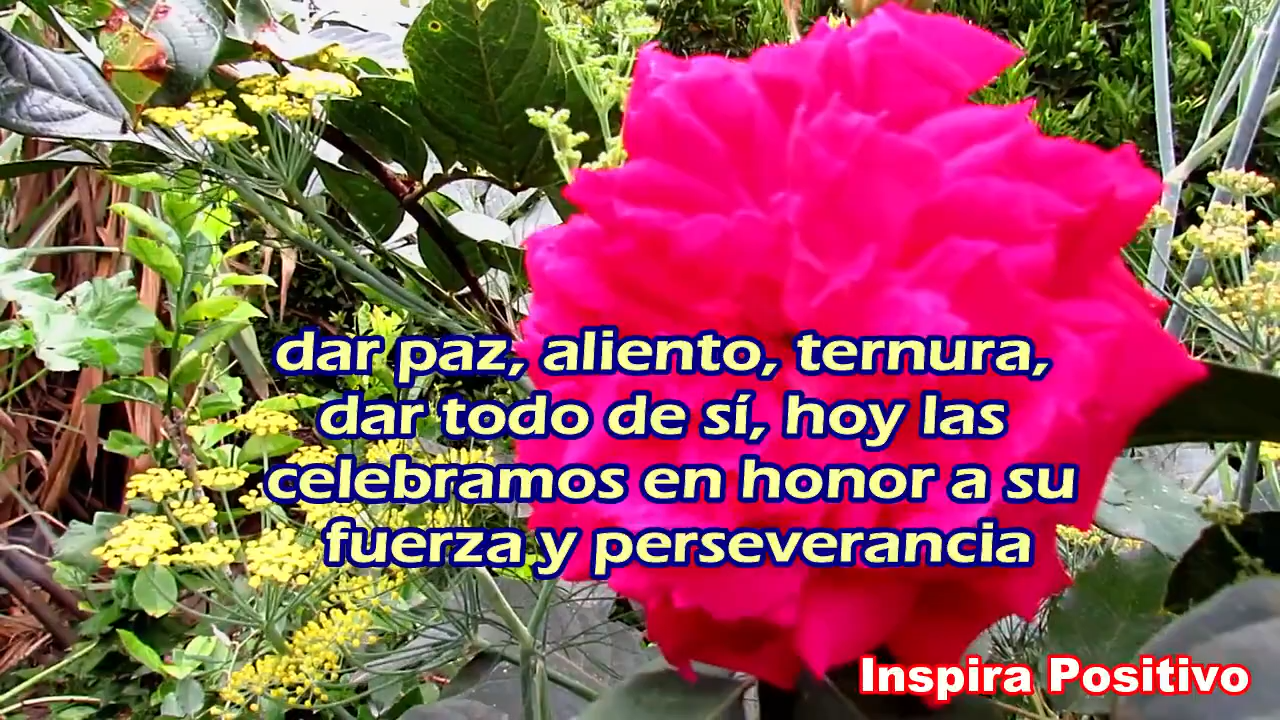 dar paz, aliento, ternura,
dar todo de sí, hoy las
celebramos en honor a su
fuerza y perseverancia
Inspira Positivo